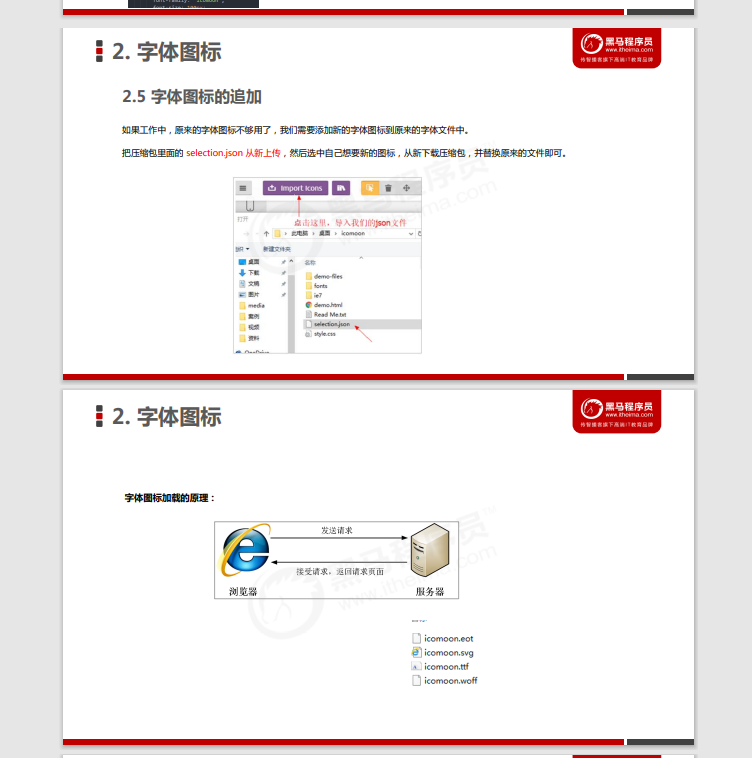 font-family: "icomoon";
2. 字体图标
黑马程序员
www.itheima.com
传智播客旗下高端IT教育品牌
2.5 字体图标的追加
如果工作中，原来的字体图标不够用了，我们需要添加新的字体图标到原来的字体文件中。
把压缩包里面的 selection.json 从新上传，然后选中自己想要新的图标，从新下载压缩包，并替换原来的文件即可。
Import Icons
打开
点击这里，导入我们的json文件
此电脑 › 桌面 › icomoon
新建文件夹
桌面
下载
文档
图片
media
案例
视频
资料
OneDrive
名称
demo-files
fonts
ie7
demo.html
Read Me.txt
selection.json
style.css
2. 字体图标
黑马程序员
www.itheima.com
传智播客旗下高端IT教育品牌
字体图标加载的原理：
发送请求
接受请求，返回请求页面
浏览器
服务器
icomoon.eot
icomoon.svg
icomoon.ttf
icomoon.woff